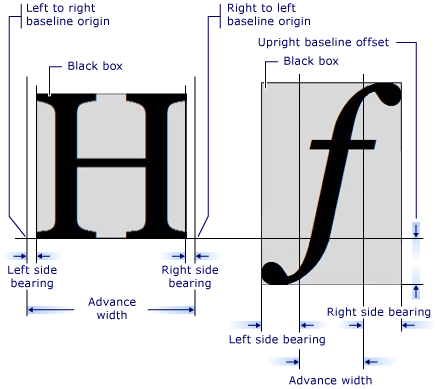 Left to right
baseline origin
Right to left
baseline origin
Black box
H
Left side
bearing
Right side
bearing
Advance
width
Upright baseline offset
Black box
f
Right side bearing
Left side bearing
Advance width